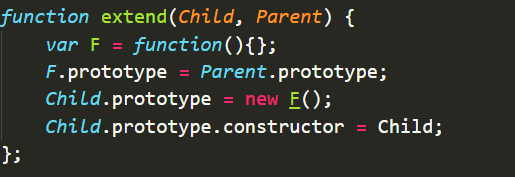 function extend(Child, Parent) {
    var F = function(){};
    F.prototype = Parent.prototype;
    Child.prototype = new F();
    Child.prototype.constructor = Child;
};